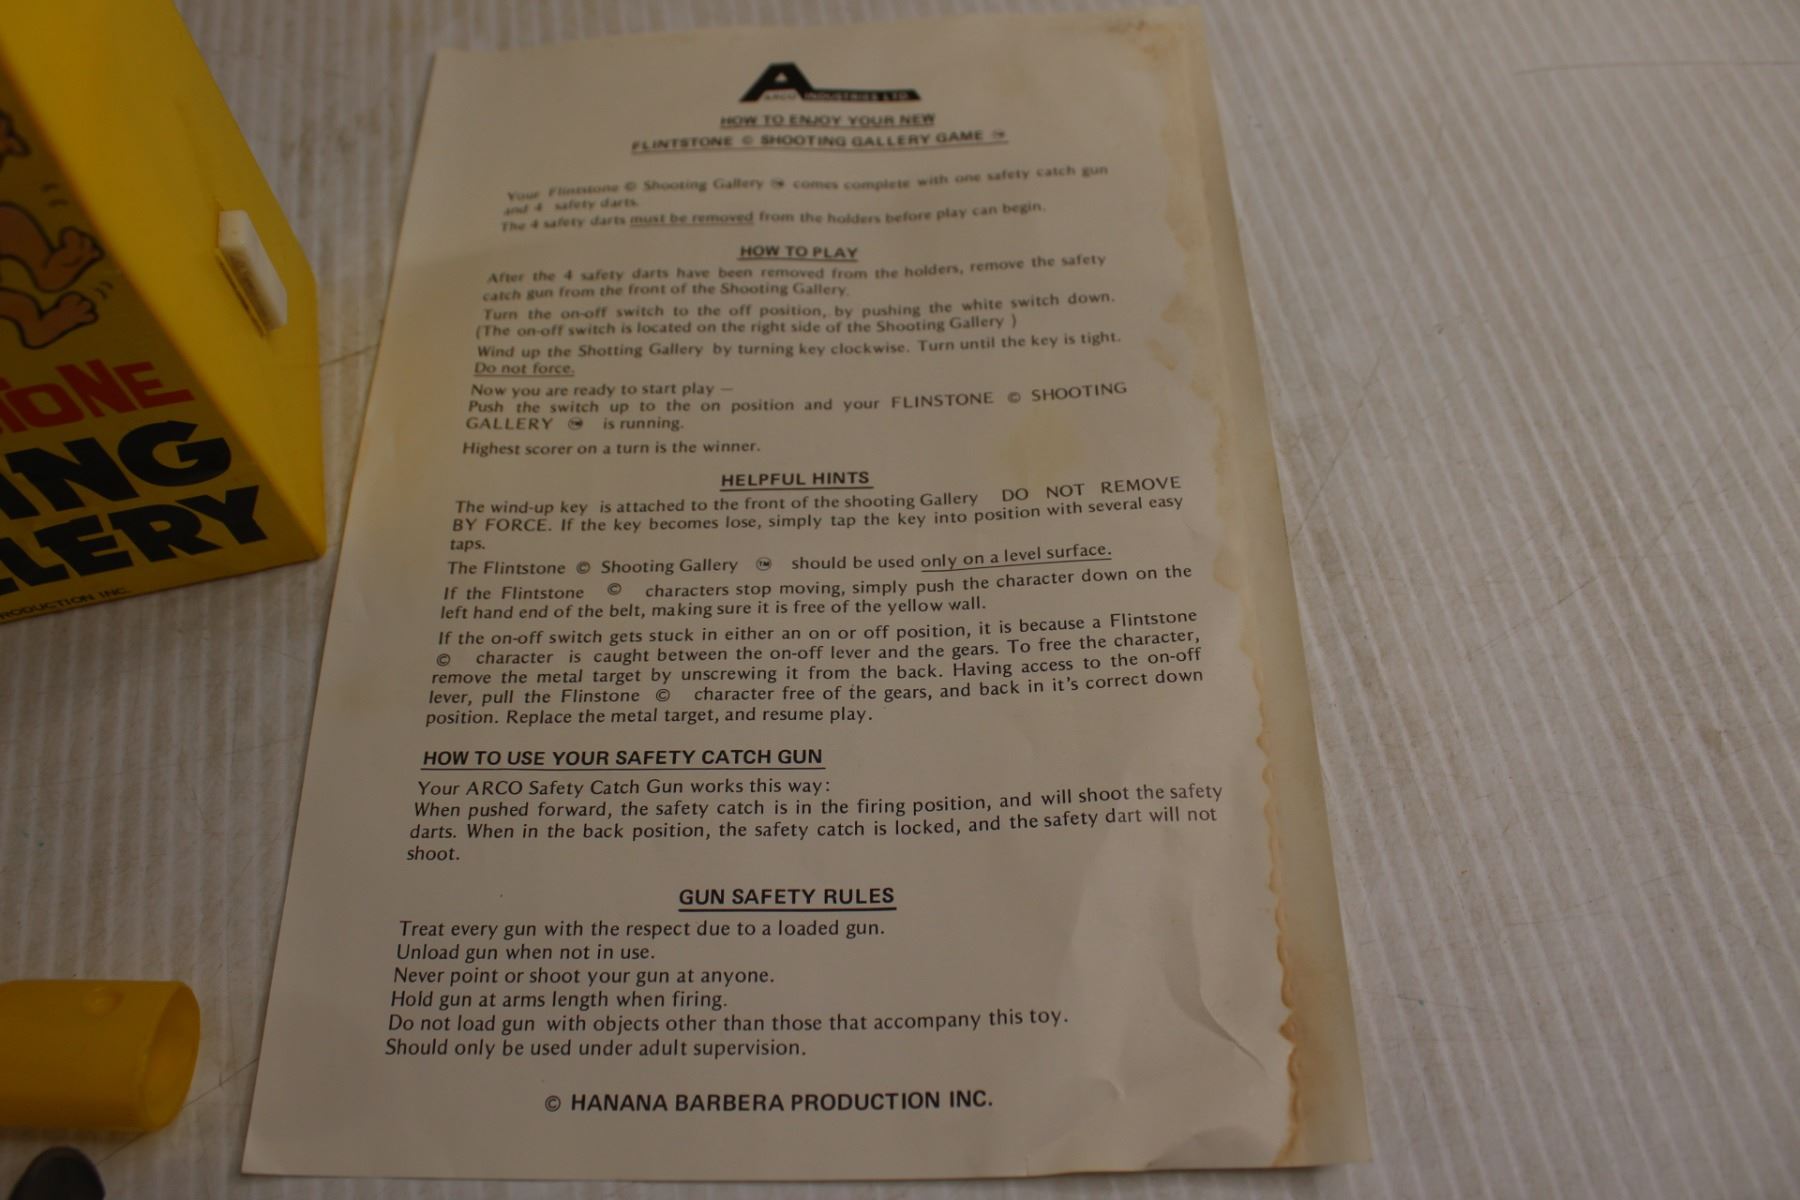 ARCO INDUSTRIES LTD.
HOW TO ENJOY YOUR NEW
FLINTSTONE © SHOOTING GALLERY GAME ™
Your Flintstone © Shooting Gallery ™ comes complete with one safety catch gun
and 4 safety darts.
The 4 safety darts must be removed from the holders before play can begin.
HOW TO PLAY
After the 4 safety darts have been removed from the holders, remove the safety
catch gun from the front of the Shooting Gallery.
Turn the on-off switch to the off position, by pushing the white switch down.
(The on-off switch is located on the right side of the Shooting Gallery )
Wind up the Shotting Gallery by turning key clockwise. Turn until the key is tight.
Do not force.
Now you are ready to start play —
Push the switch up to the on position and your FLINSTONE © SHOOTING
GALLERY ™ is running.
Highest scorer on a turn is the winner.
HELPFUL HINTS
The wind-up key is attached to the front of the shooting Gallery DO NOT REMOVE
BY FORCE. If the key becomes lose, simply tap the key into position with several easy
taps.
The Flintstone © Shooting Gallery ™ should be used only on a level surface.
If the Flintstone © characters stop moving, simply push the character down on the
left hand end of the belt, making sure it is free of the yellow wall.
If the on-off switch gets stuck in either an on or off position, it is because a Flintstone
© character is caught between the on-off lever and the gears. To free the character,
remove the metal target by unscrewing it from the back. Having access to the on-off
lever, pull the Flinstone © character free of the gears, and back in it's correct down
position. Replace the metal target, and resume play.
HOW TO USE YOUR SAFETY CATCH GUN
Your ARCO Safety Catch Gun works this way:
When pushed forward, the safety catch is in the firing position, and will shoot the safety
darts. When in the back position, the safety catch is locked, and the safety dart will not
shoot.
GUN SAFETY RULES
Treat every gun with the respect due to a loaded gun.
Unload gun when not in use.
Never point or shoot your gun at anyone.
Hold gun at arms length when firing.
Do not load gun with objects other than those that accompany this toy.
Should only be used under adult supervision.
© HANANA BARBERA PRODUCTION INC.
TONE
ING
LLERY
PRODUCTION INC.